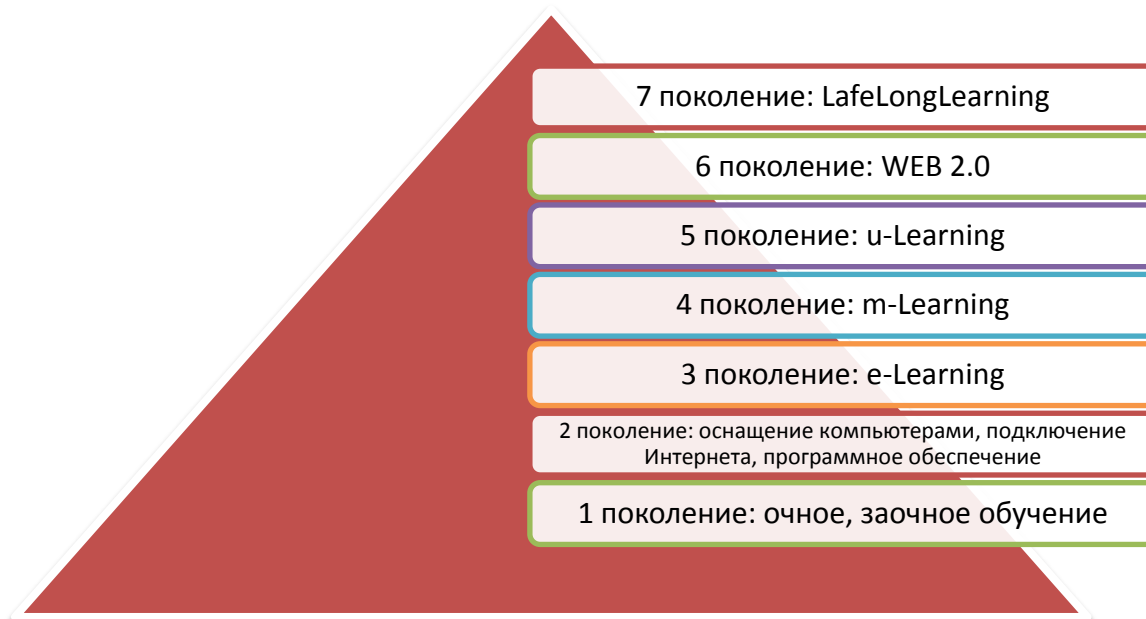 7 поколение: LafeLongLearning
6 поколение: WEB 2.0
5 поколение: u-Learning
4 поколение: m-Learning
3 поколение: e-Learning
2 поколение: оснащение компьютерами, подключение
Интернета, программное обеспечение
1 поколение: очное, заочное обучение